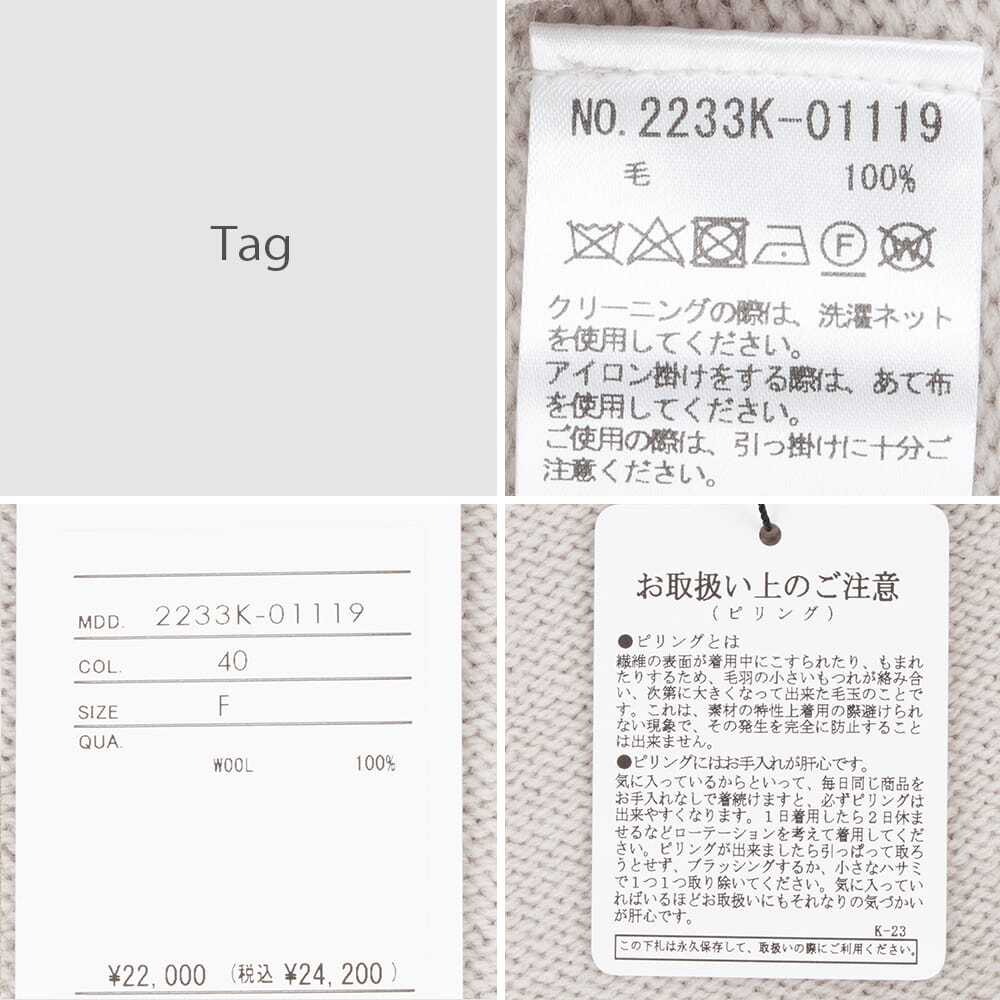 Tag
NO. 2233K-01119
毛 100%
F
W
クリーニングの際は、洗濯ネット
を使用してください。
アイロン掛けをする際は、あて布
を使用してください。
ご使用の際は、引っ掛けに十分ご
注意ください。
MDD. 2233K-01119
COL. 40
SIZE F
QUA.
WOOL 100%
¥22,000 (税込 ¥24,200 )
お取扱い上のご注意
(ピリング)
●ピリングとは
繊維の表面が着用中にこすられたり、もまれ
たりするため、毛羽の小さいもつれが絡み合
い、次第に大きくなって出来た毛玉のことで
す。これは、素材の特性上着用の際避けられ
ない現象で、その発生を完全に防止すること
は出来ません。
●ピリングにはお手入れが肝心です。
気に入っているからといって、毎日同じ商品を
お手入れなしで着続けますと、必ずピリングは
出来やすくなります。1日着用したら2日休ま
せるなどローテーションを考えて着用してくだ
さい。ピリングが出来ましたら引っぱって取ろ
うとせず、ブラッシングするか、小さなハサミ
で1つ1つ取り除いてください。気に入ってい
ればいるほどお取扱いにもそれなりの気づかい
が肝心です。
K-23
この下札は永久保存して、取扱いの際にご利用ください。